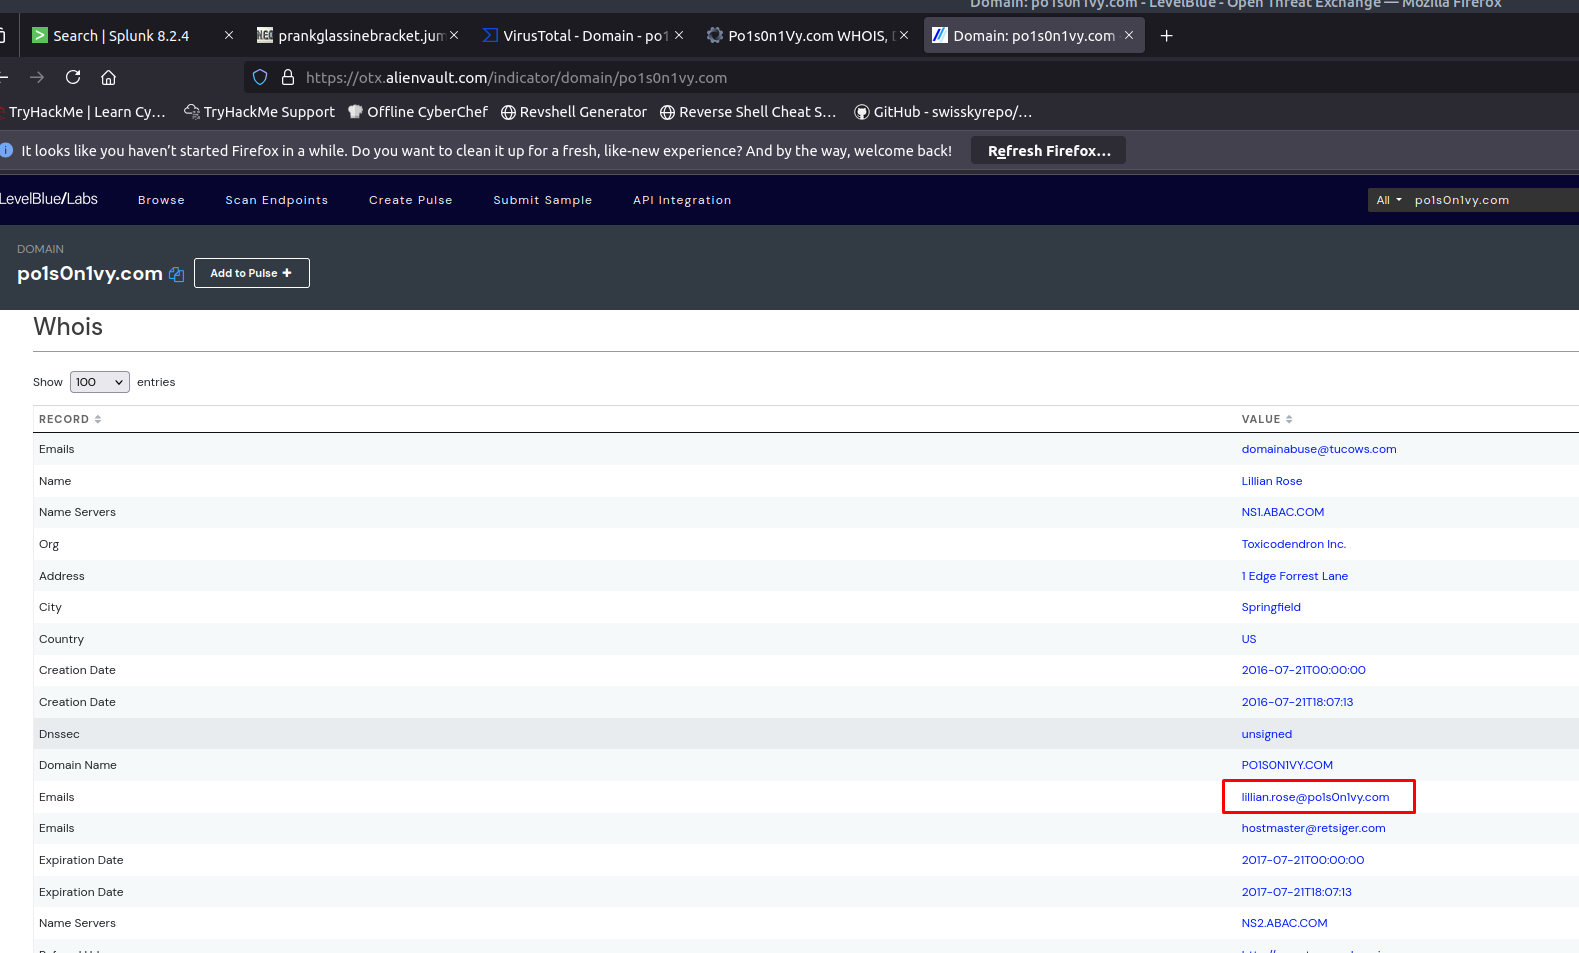 Domain: po1s0n1vy.com - LevelBlue - Open Threat Exchange — Mozilla Firefox
Search | Splunk 8.2.4
prankglassinebracket.jum
VirusTotal - Domain - po1
Po1s0n1Vy.com WHOIS,
Domain: po1s0n1vy.com
https://otx.alienvault.com/indicator/domain/po1s0n1vy.com
TryHackMe | Learn Cy… TryHackMe Support Offline CyberChef Revshell Generator Reverse Shell Cheat S… GitHub - swisskyrepo/…
It looks like you haven’t started Firefox in a while. Do you want to clean it up for a fresh, like-new experience? And by the way, welcome back! Refresh Firefox…
LevelBlue/Labs Browse Scan Endpoints Create Pulse Submit Sample API Integration All po1s0n1vy.com
DOMAIN
po1s0n1vy.com Add to Pulse +
Whois
Show 100 entries
RECORD VALUE
Emails domainabuse@tucows.com
Name Lillian Rose
Name Servers NS1.ABAC.COM
Org Toxicodendron Inc.
Address 1 Edge Forrest Lane
City Springfield
Country US
Creation Date 2016-07-21T00:00:00
Creation Date 2016-07-21T18:07:13
Dnssec unsigned
Domain Name PO1S0N1VY.COM
Emails lillian.rose@po1s0n1vy.com
Emails hostmaster@retsiger.com
Expiration Date 2017-07-21T00:00:00
Expiration Date 2017-07-21T18:07:13
Name Servers NS2.ABAC.COM